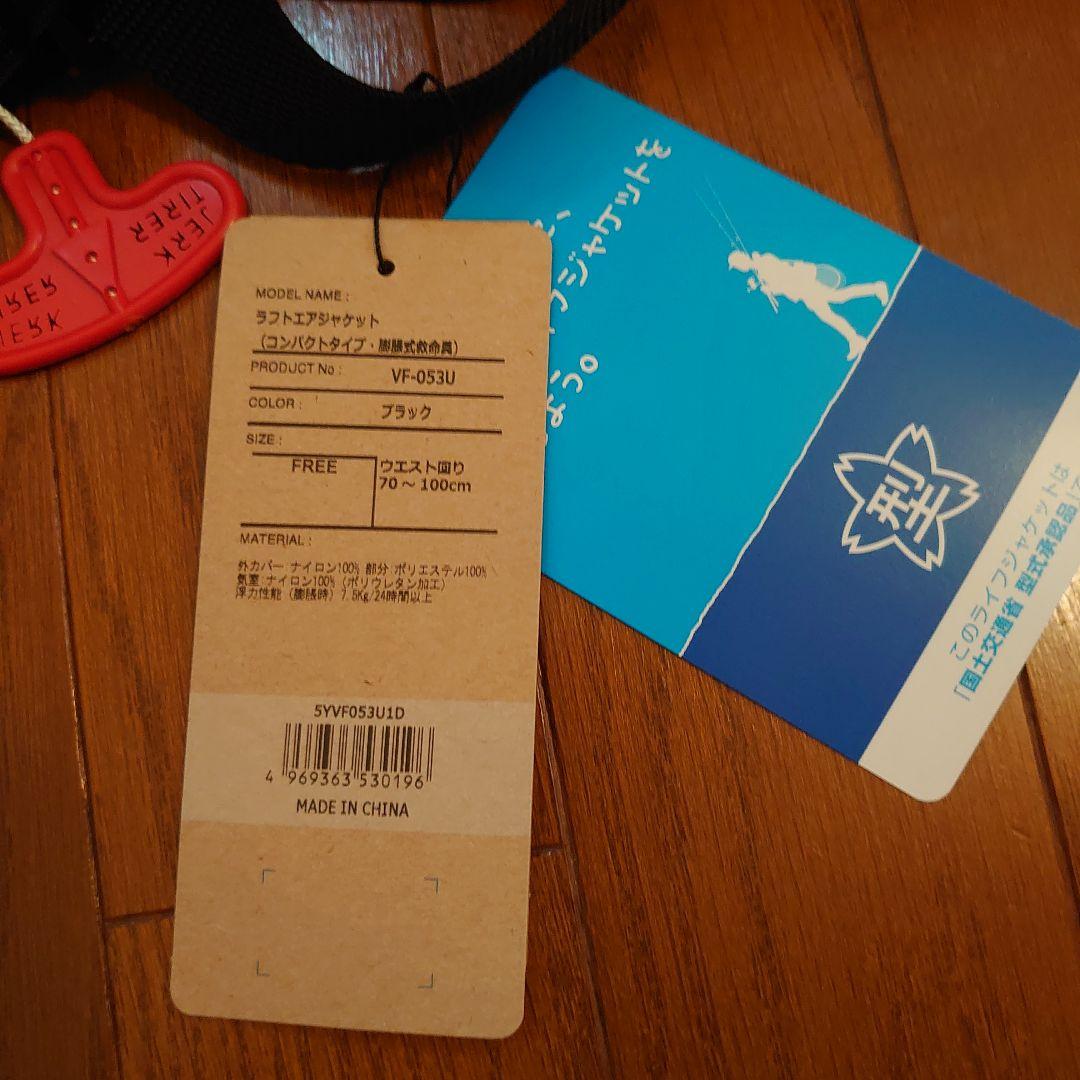 JERK
TIRER
TIRER
JERK
MODEL NAME :
ラフトエアジャケット
（コンパクトタイプ・膨脹式救命具）
PRODUCT No :
VF-053U
COLOR :
ブラック
SIZE :
FREE
ウエスト回り
70 ～ 100cm
MATERIAL :
外カバー:ナイロン100% 部分:ポリエステル100%
気室:ナイロン100%（ポリウレタン加工）
浮力性能（膨脹時）7.5Kg/24時間以上
5YVF053U1D
4 969363 530196
MADE IN CHINA
ジャケットを
よう。
型
このライフジャケットは
「国土交通省 型式承認品」